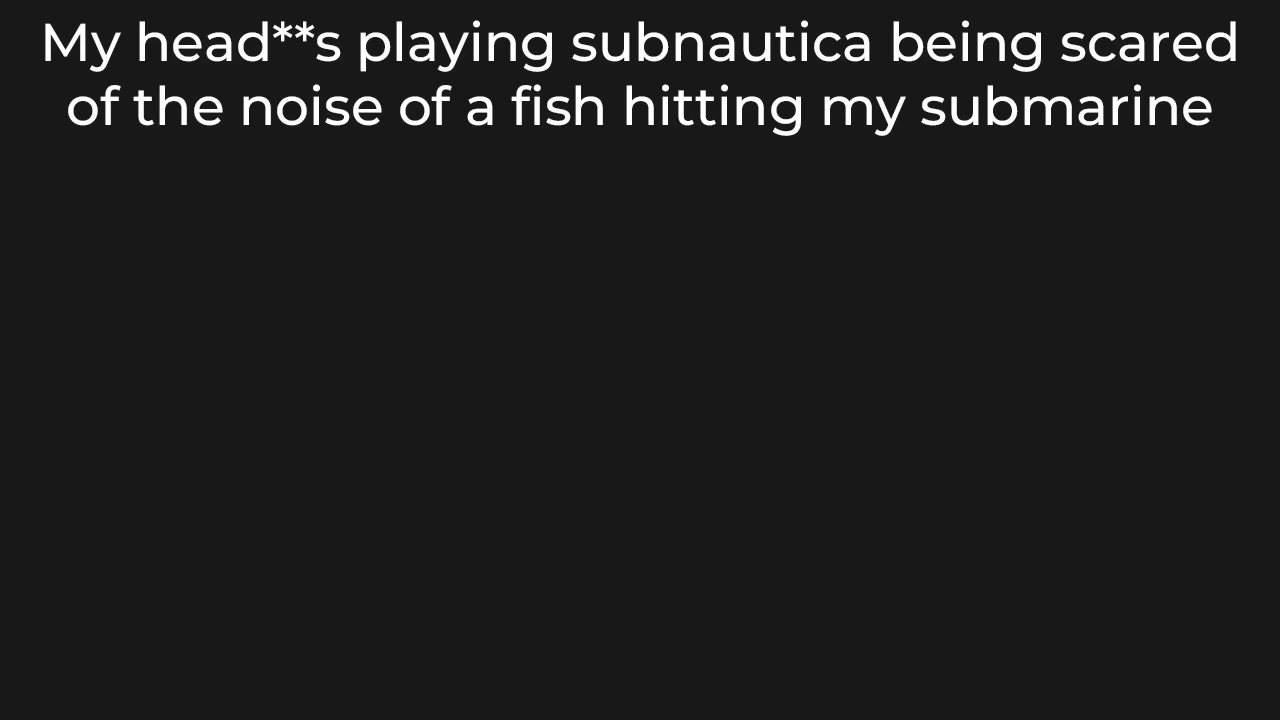 My head**s playing subnautica being scared
of the noise of a fish hitting my submarine